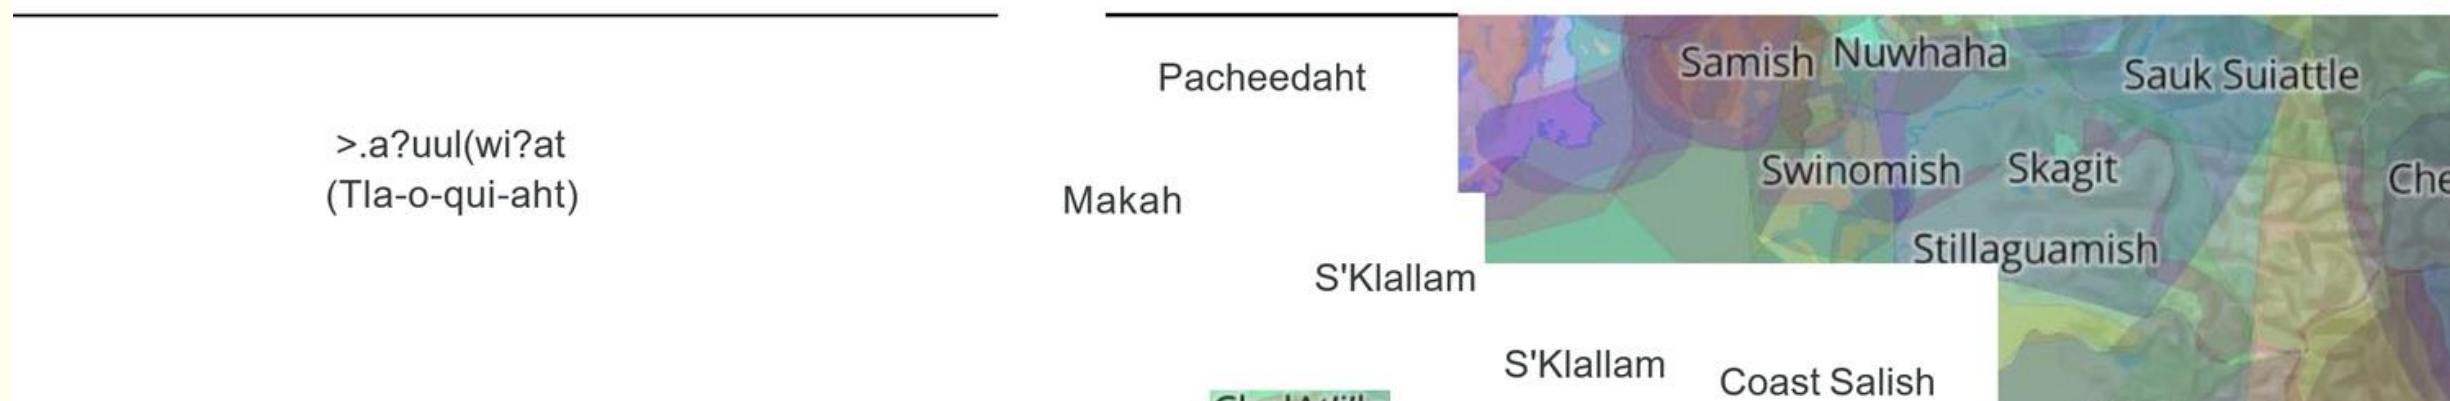 Samish Nuwhaha
Pacheedaht
Sauk Suiattle
>.a?uul(wi?at
(Tla-o-qui-aht)
Swinomish Skagit
Che
Makah
Stillaguamish
S'Klallam
S'Klallam
Coast Salish